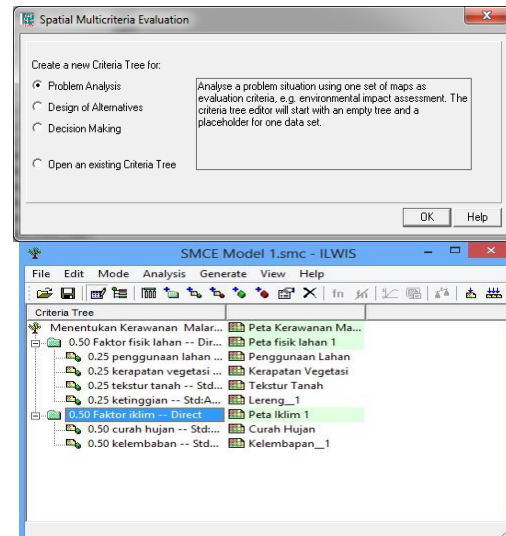 Spatial Multicriteria Evaluation
Create a new Criteria Tree for:
Problem Analysis
Design of Alternatives
Decision Making
Open an existing Criteria Tree
Analyse a problem situation using one set of maps as
evaluation criteria, e.g. environmental impact assessment. The
criteria tree editor will start with an empty tree and a
placeholder for one data set.
OK Help
SMCE Model 1.smc - ILWIS
File Edit Mode Analysis Generate View Help
fn
Criteria Tree
Menentukan Kerawanan Malar... Peta Kerawanan Ma...
0.50 Faktor fisik lahan -- Dir... Peta fisik lahan 1
0.25 penggunaan lahan ... Penggunaan Lahan
0.25 kerapatan vegetasi ... Kerapatan Vegetasi
0.25 tekstur tanah -- Std... Tekstur Tanah
0.25 ketinggian -- Std:A... Lereng__1
0.50 Faktor iklim -- Direct Peta Iklim 1
0.50 curah hujan -- Std:... Curah Hujan
0.50 kelembaban -- Std... Kelembapan__1